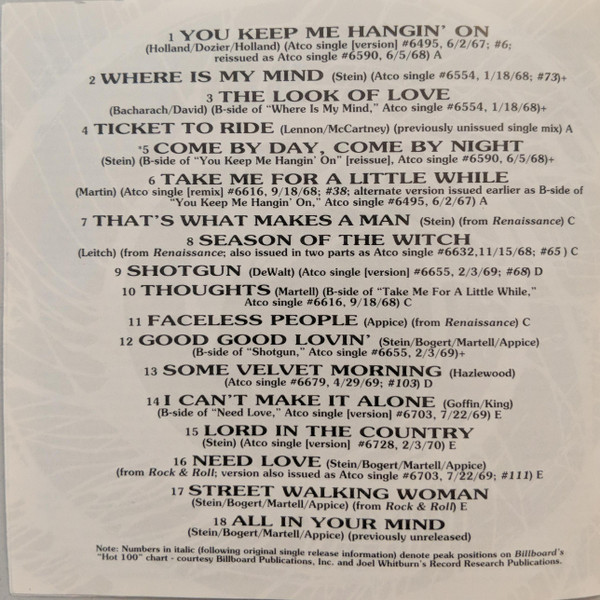 1 YOU KEEP ME HANGIN' ON
(Holland/Dozier/Holland) (Atco single [version] #6495, 6/2/67; #6;
reissued as Atco single #6590, 6/5/68) A
2 WHERE IS MY MIND (Stein) (Atco single #6554, 1/18/68; #73)+
3 THE LOOK OF LOVE
(Bacharach/David) (B-side of "Where Is My Mind," Atco single #6554, 1/18/68)+
4 TICKET TO RIDE (Lennon/McCartney) (previously unissued single mix) A
*5 COME BY DAY, COME BY NIGHT
(Stein) (B-side of "You Keep Me Hangin' On" [reissue], Atco single #6590, 6/5/68)+
6 TAKE ME FOR A LITTLE WHILE
(Martin) (Atco single [remix] #6616, 9/18/68; #38; alternate version issued earlier as B-side of
"You Keep Me Hangin' On," Atco single #6495, 6/2/67) A
7 THAT'S WHAT MAKES A MAN (Stein) (from Renaissance) C
8 SEASON OF THE WITCH
(Leitch) (from Renaissance; also issued in two parts as Atco single #6632,11/15/68; #65 ) C
9 SHOTGUN (DeWalt) (Atco single [version] #6655, 2/3/69; #68) D
10 THOUGHTS (Martell) (B-side of "Take Me For A Little While,"
Atco single #6616, 9/18/68) C
11 FACELESS PEOPLE (Appice) (from Renaissance) C
12 GOOD GOOD LOVIN' (Stein/Bogert/Martell/Appice)
(B-side of "Shotgun," Atco single #6655, 2/3/69)+
13 SOME VELVET MORNING (Hazlewood)
(Atco single #6679, 4/29/69; #103) D
14 I CAN'T MAKE IT ALONE (Goffin/King)
(B-side of "Need Love," Atco single [version] #6703, 7/22/69) E
15 LORD IN THE COUNTRY
(Stein) (Atco single [version] #6728, 2/3/70) E
16 NEED LOVE (Stein/Bogert/Martell/Appice)
(from Rock & Roll; version also issued as Atco single #6703, 7/22/69; #111) E
17 STREET WALKING WOMAN
(Stein/Bogert/Martell/Appice) (from Rock & Roll) E
18 ALL IN YOUR MIND
(Stein/Bogert/Martell/Appice) (previously unreleased)
Note: Numbers in italic (following original single release information) denote peak positions on Billboard's
"Hot 100" chart - courtesy Billboard Publications, Inc. and Joel Whitburn's Record Research Publications.